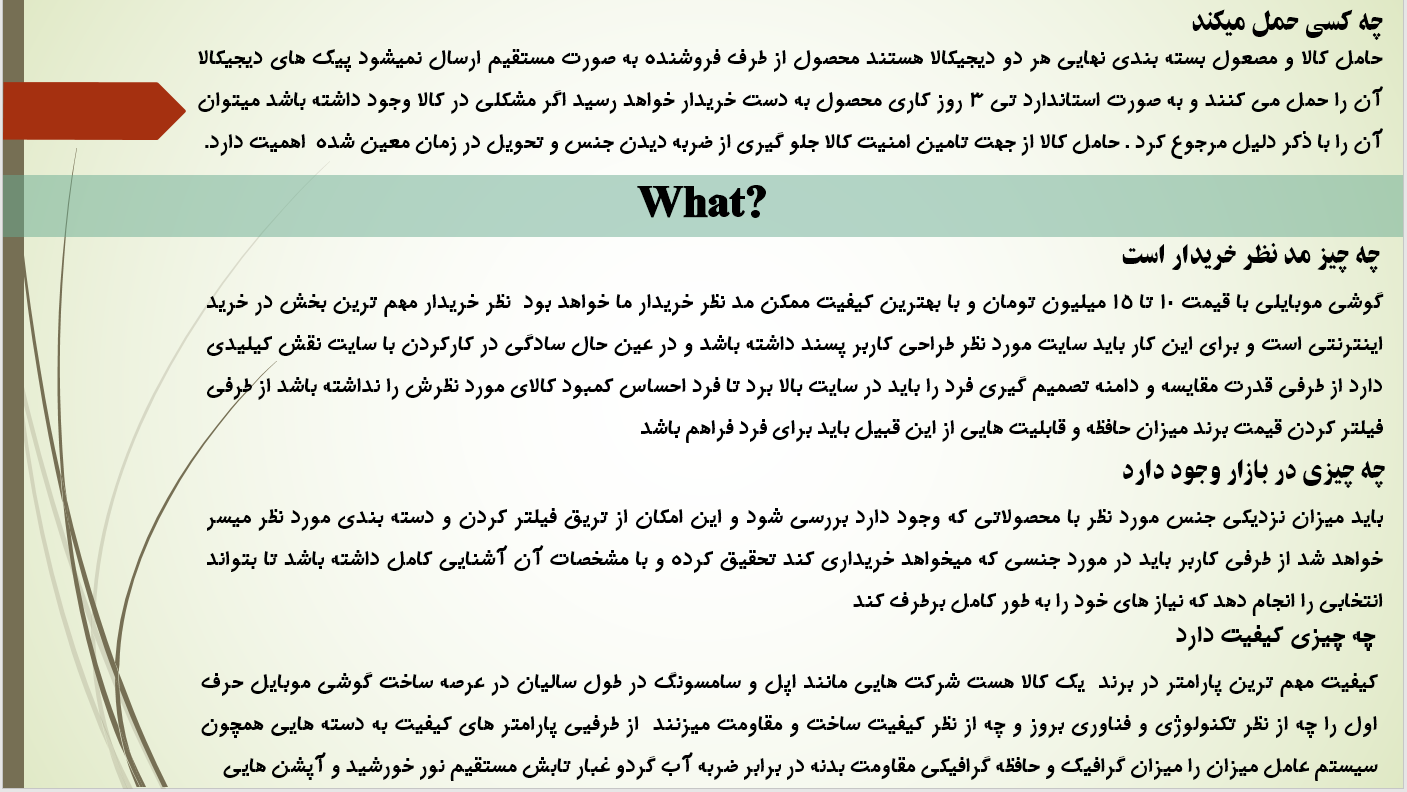 چه کسی حمل میکند
حامل کالا و مصعول بسته بندی نهایی هر دو دیجیکالا هستند محصول از طرف فروشنده به صورت مستقیم ارسال نمیشود پیک های دیجیکالا
آن را حمل می کنند و به صورت استاندارد تی ۳ روز کاری محصول به دست خریدار خواهد رسید اگر مشکلی در کالا وجود داشته باشد میتوان
آن را با ذکر دلیل مرجوع کرد . حامل کالا از جهت تامین امنیت کالا جلو گیری از ضربه دیدن جنس و تحویل در زمان معین شده اهمیت دارد.
What?
چه چیز مد نظر خریدار است
گوشی موبایلی با قیمت ۱۰ تا ۱۵ میلیون تومان و با بهترین کیفیت ممکن مد نظر خریدار ما خواهد بود نظر خریدار مهم ترین بخش در خرید
اینترنتی است و برای این کار باید سایت مورد نظر طراحی کاربر پسند داشته باشد و در عین حال سادگی در کارکردن با سایت نقش کیلیدی
دارد از طرفی قدرت مقایسه و دامنه تصمیم گیری فرد را باید در سایت بالا برد تا فرد احساس کمبود کالای مورد نظرش را نداشته باشد از طرفی
فیلتر کردن قیمت برند میزان حافظه و قابلیت هایی از این قبیل باید برای فرد فراهم باشد
چه چیزی در بازار وجود دارد
باید میزان نزدیکی جنس مورد نظر با محصولاتی که وجود دارد بررسی شود و این امکان از تریق فیلتر کردن و دسته بندی مورد نظر میسر
خواهد شد از طرفی کاربر باید در مورد جنسی که میخواهد خریداری کند تحقیق کرده و با مشخصات آن آشنایی کامل داشته باشد تا بتواند
انتخابی را انجام دهد که نیاز های خود را به طور کامل برطرف کند
چه چیزی کیفیت دارد
کیفیت مهم ترین پارامتر در برند یک کالا هست شرکت هایی مانند اپل و سامسونگ در طول سالیان در عرصه ساخت گوشی موبایل حرف
اول را چه از نظر تکنولوژی و فناوری بروز و چه از نظر کیفیت ساخت و مقاومت میزنند از طرفیی پارامتر های کیفیت به دسته هایی همچون
سیستم عامل میزان را میزان گرافیک و حافظه گرافیکی مقاومت بدنه در برابر ضربه آب گردو غبار تابش مستقیم نور خورشید و آپشن هایی